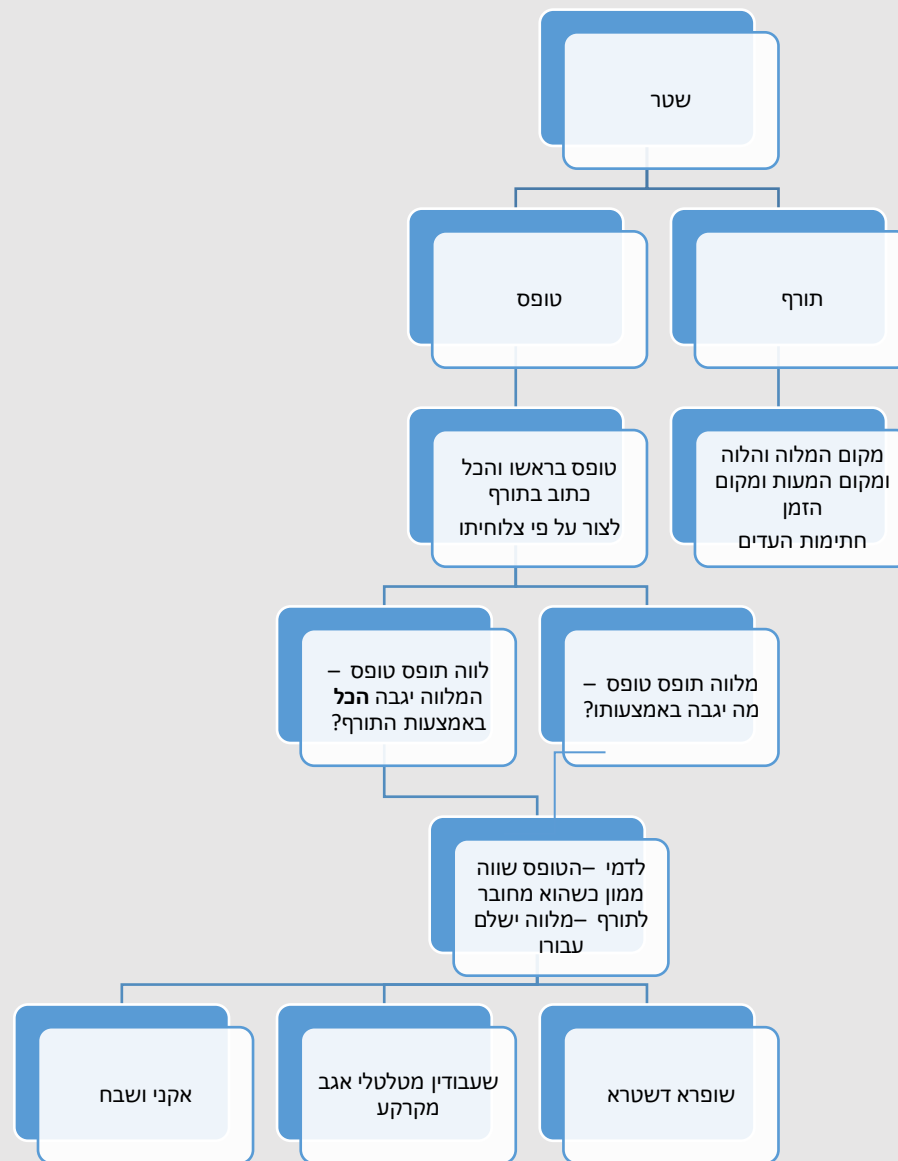 שטר
תורף
טופס
מקום המלוה והלוה
ומקום המעות ומקום
הזמן
חתימות העדים
טופס בראשו והכל
כתוב בתורף
לצור על פי צלוחיתו
מלווה תופס טופס –
מה יגבה באמצעותו?
לווה תופס טופס –
המלווה יגבה הכל
באמצעות התורף?
לדמי –הטופס שווה
ממון כשהוא מחובר
לתורף –מלווה ישלם
עבורו
שופרא דשטרא
שעבודין מטלטלי אגב
מקרקע
אקני ושבח